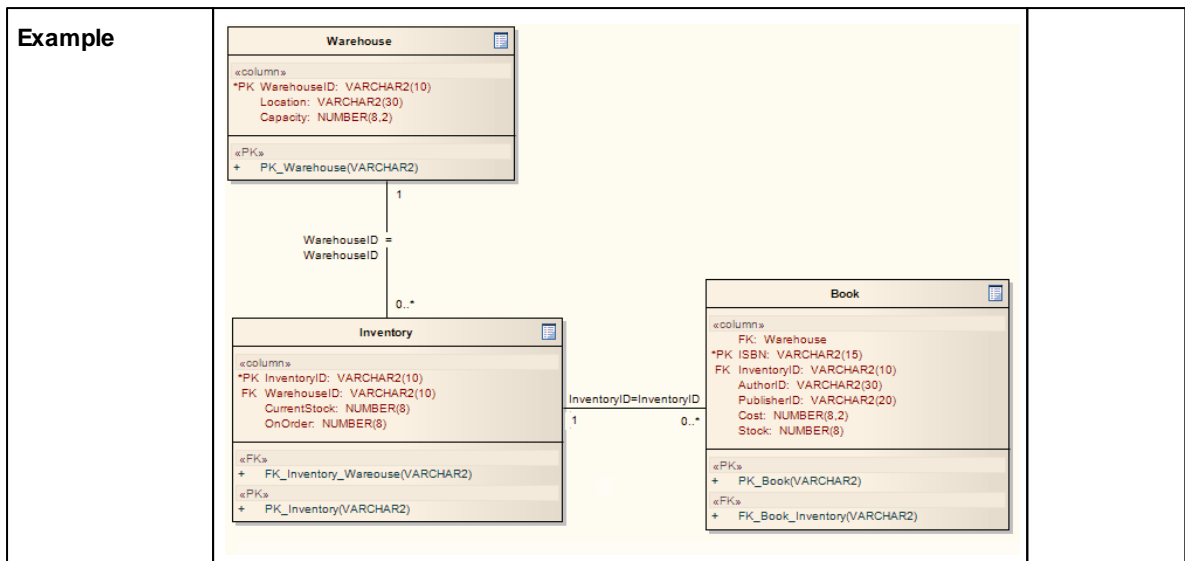 Example
Warehouse
«column»
*PK WarehouseID: VARCHAR2(10)
Location: VARCHAR2(30)
Capacity: NUMBER(8,2)
«PK»
+ PK_Warehouse(VARCHAR2)
1
WarehouseID =
WarehouseID
0..*
Inventory
«column»
*PK InventoryID: VARCHAR2(10)
FK WarehouseID: VARCHAR2(10)
CurrentStock: NUMBER(8)
OnOrder: NUMBER(8)
«FK»
+ FK_Inventory_Wareouse(VARCHAR2)
«PK»
+ PK_Inventory(VARCHAR2)
InventoryID=InventoryID
1
0..*
Book
«column»
FK: Warehouse
*PK ISBN: VARCHAR2(15)
FK InventoryID: VARCHAR2(10)
AuthorID: VARCHAR2(30)
PublisherID: VARCHAR2(20)
Cost: NUMBER(8,2)
Stock: NUMBER(8)
«PK»
+ PK_Book(VARCHAR2)
«FK»
+ FK_Book_Inventory(VARCHAR2)